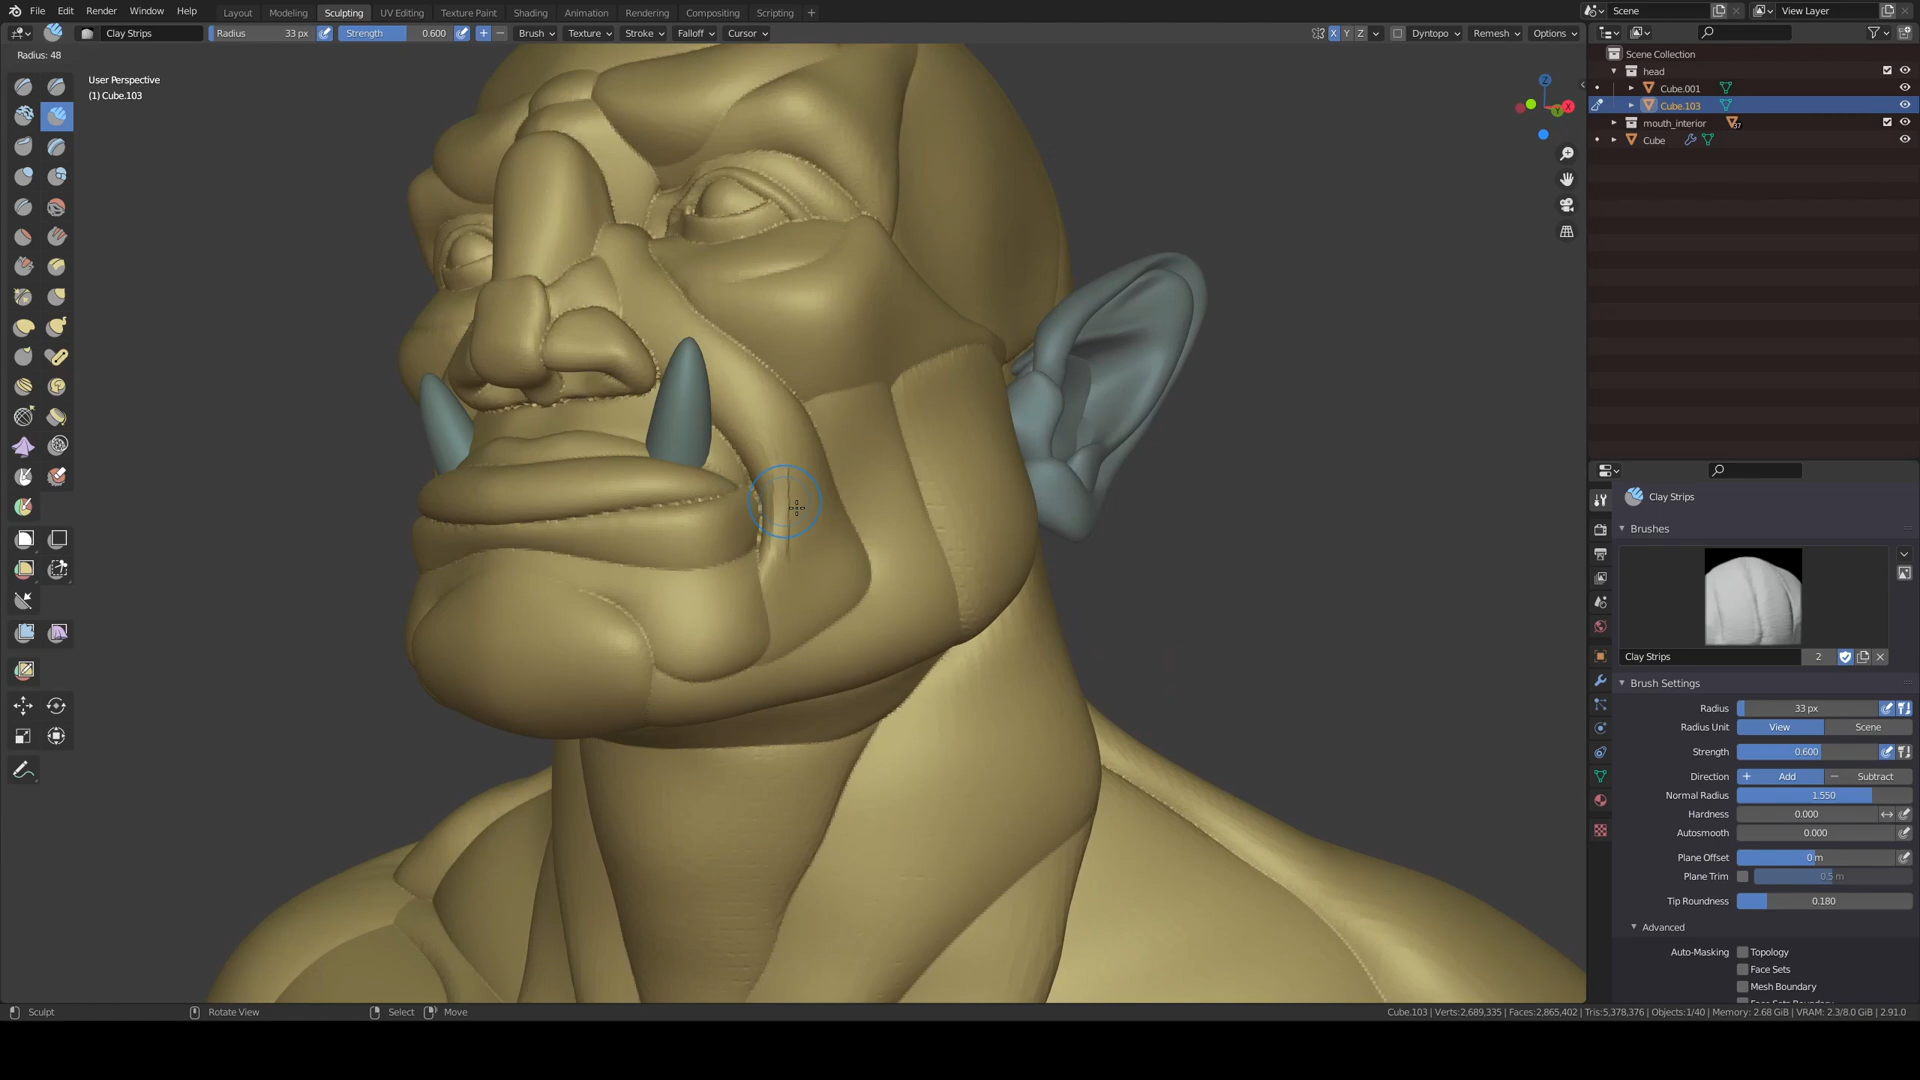 File Edit Render Window Help Layout Modeling Sculpting UV Editing Texture Paint Shading Animation Rendering Compositing Scripting + Scene View Layer
Clay Strips Radius 33 px Strength 0.600 + − Brush Texture Stroke Falloff Cursor X Y Z Dyntopo Remesh Options
Radius: 48
User Perspective
(1) Cube.103
Z
X
Y
Scene Collection
head
Cube.001
Cube.103
mouth_interior 37
Cube
Clay Strips
Brushes
Clay Strips 2
Brush Settings
Radius 33 px
Radius Unit View Scene
Strength 0.600
Direction + Add − Subtract
Normal Radius 1.550
Hardness 0.000
Autosmooth 0.000
Plane Offset 0 m
Plane Trim 0.5 m
Tip Roundness 0.180
Advanced
Auto-Masking Topology
Face Sets
Mesh Boundary
Face Sets Boundary
Sculpt Rotate View Select Move Cube.103 | Verts:2,689,335 | Faces:2,865,402 | Tris:5,378,376 | Objects:1/40 | Memory: 2.68 GiB | VRAM: 2.3/8.0 GiB | 2.91.0